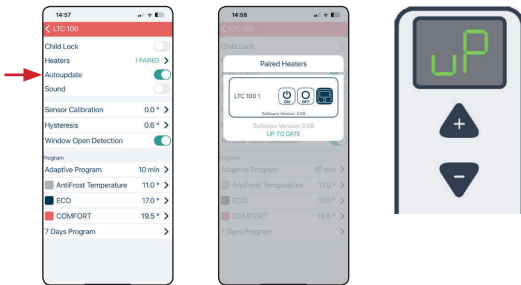 14:57
LTC 100
Child Lock
Heaters 1 PAIRED
Autoupdate
Sound
Sensor Calibration 0.0 °
Hysteresis 0.6 °
Window Open Detection
Program
Adaptive Program 10 min
AntiFrost Temperature 11.0 °
ECO 17.0 °
COMFORT 19.5 °
7 Days Program
14:58
LTC 100
Child Lock
Paired Heaters
LTC 100 1
ON OFF
Software Version: 0.08
Software Version: 0.08
UP TO DATE
Window Open Detection
Program
Adaptive Program 10 min
AntiFrost Temperature 11.0 °
ECO 17.0 °
COMFORT 19.5 °
7 Days Program
uP
+
-